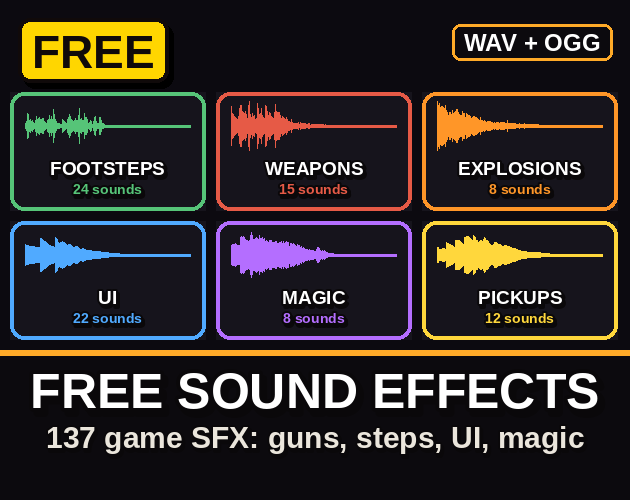 FREE
WAV + OGG
FOOTSTEPS
24 sounds
WEAPONS
15 sounds
EXPLOSIONS
8 sounds
UI
22 sounds
MAGIC
8 sounds
PICKUPS
12 sounds
FREE SOUND EFFECTS
137 game SFX: guns, steps, UI, magic